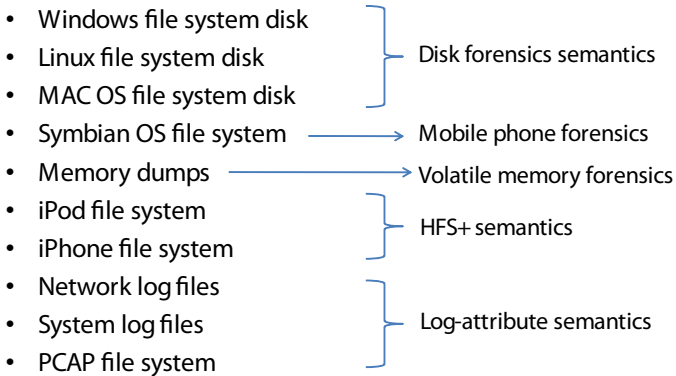 • Windows file system disk
• Linux file system disk
Disk forensics semantics
• MAC OS file system disk
• Symbian OS file system
Mobile phone forensics
• Memory dumps
Volatile memory forensics
• iPod file system
HFS+ semantics
• iPhone file system
• Network log files
• System log files
Log-attribute semantics
• PCAP file system